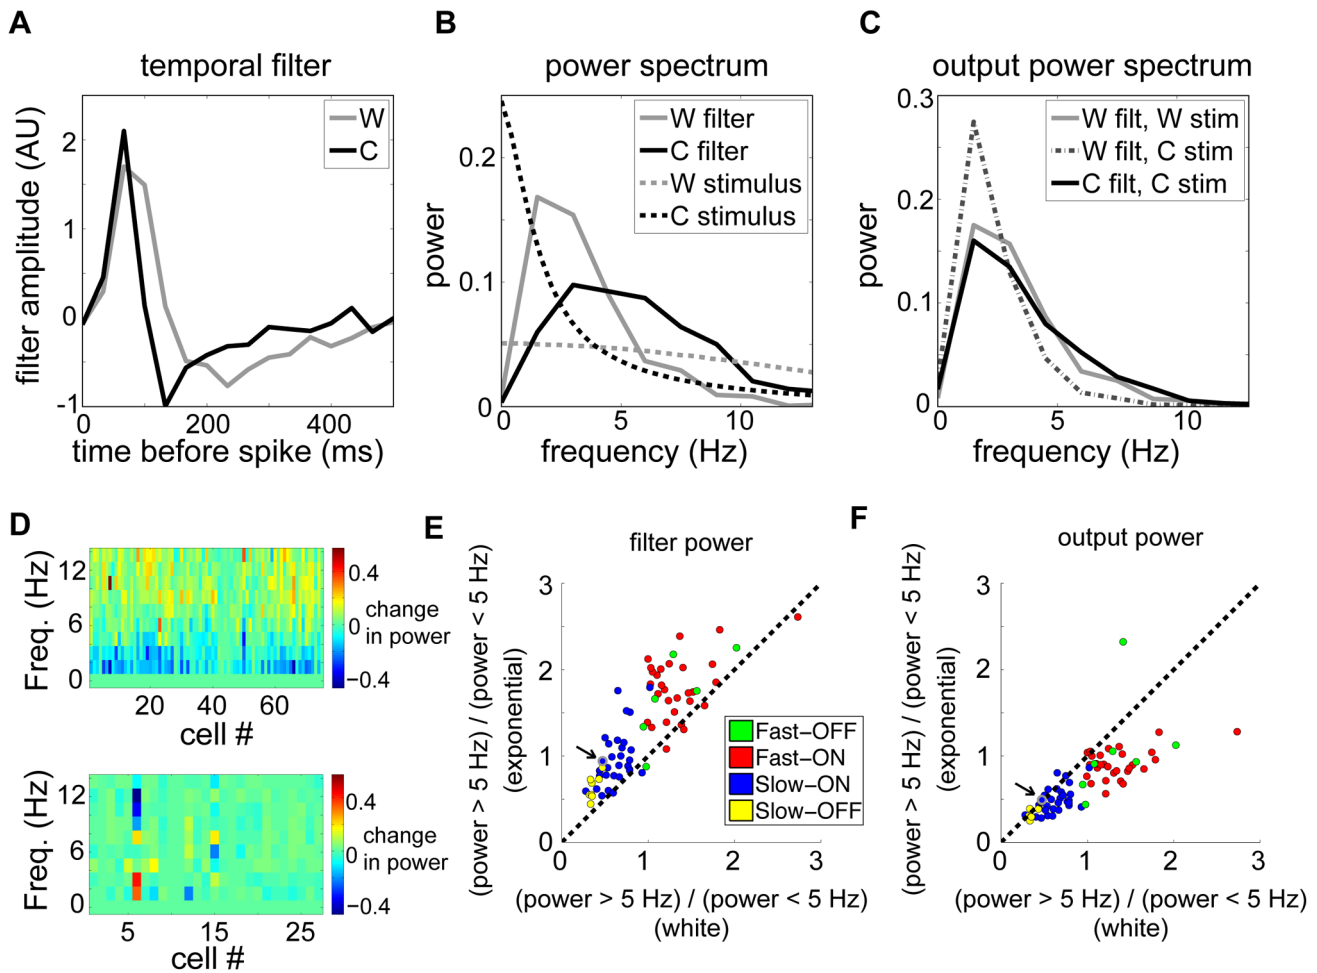 A
temporal filter
filter amplitude (AU)
2
1
0
-1
0
200
400
time before spike (ms)
W
C
B
power spectrum
power
0.2
0.1
0
0
5
10
frequency (Hz)
W filter
C filter
W stimulus
C stimulus
C
output power spectrum
power
0.3
0.2
0.1
0
0
5
10
frequency (Hz)
W filt, W stim
W filt, C stim
C filt, C stim
D
Freq. (Hz)
12
6
0
20
40
60
cell #
0.4
0
−0.4
change
in power
Freq. (Hz)
12
6
0
5
15
25
cell #
0.4
0
−0.4
change
in power
E
filter power
(power > 5 Hz) / (power < 5 Hz)
(exponential)
3
2
1
0
0
1
2
3
(power > 5 Hz) / (power < 5 Hz)
(white)
Fast−OFF
Fast−ON
Slow−ON
Slow−OFF
F
output power
(power > 5 Hz) / (power < 5 Hz)
(exponential)
3
2
1
0
0
1
2
3
(power > 5 Hz) / (power < 5 Hz)
(white)